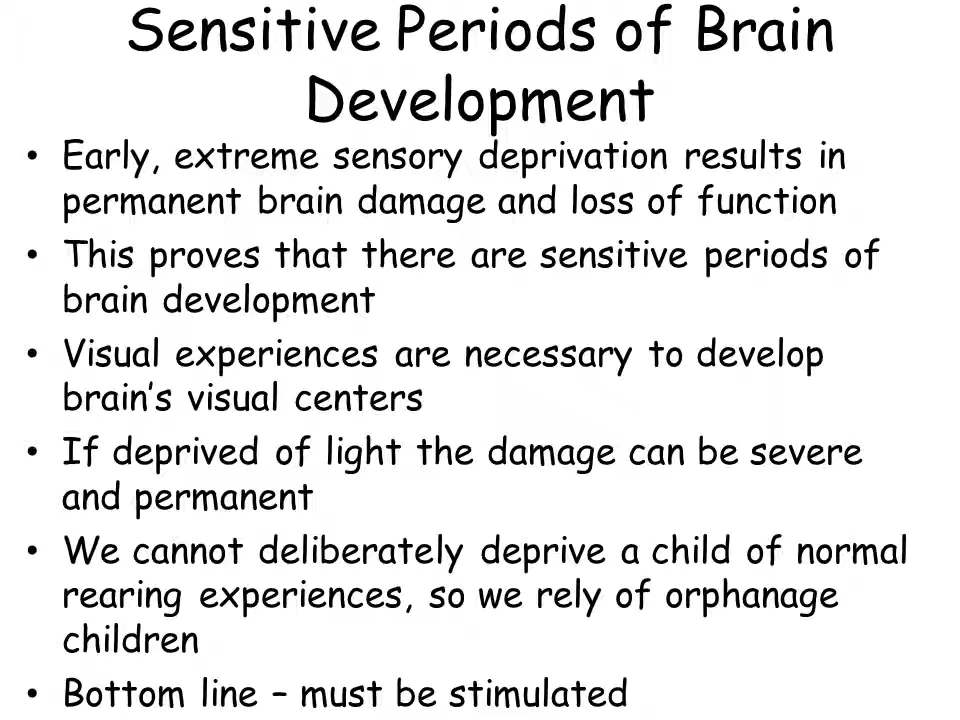 Sensitive Periods of Brain
Development
• Early, extreme sensory deprivation results in
permanent brain damage and loss of function
• This proves that there are sensitive periods of
brain development
• Visual experiences are necessary to develop
brain's visual centers
• If deprived of light the damage can be severe
and permanent
• We cannot deliberately deprive a child of normal
rearing experiences, so we rely of orphanage
children
• Bottom line – must be stimulated